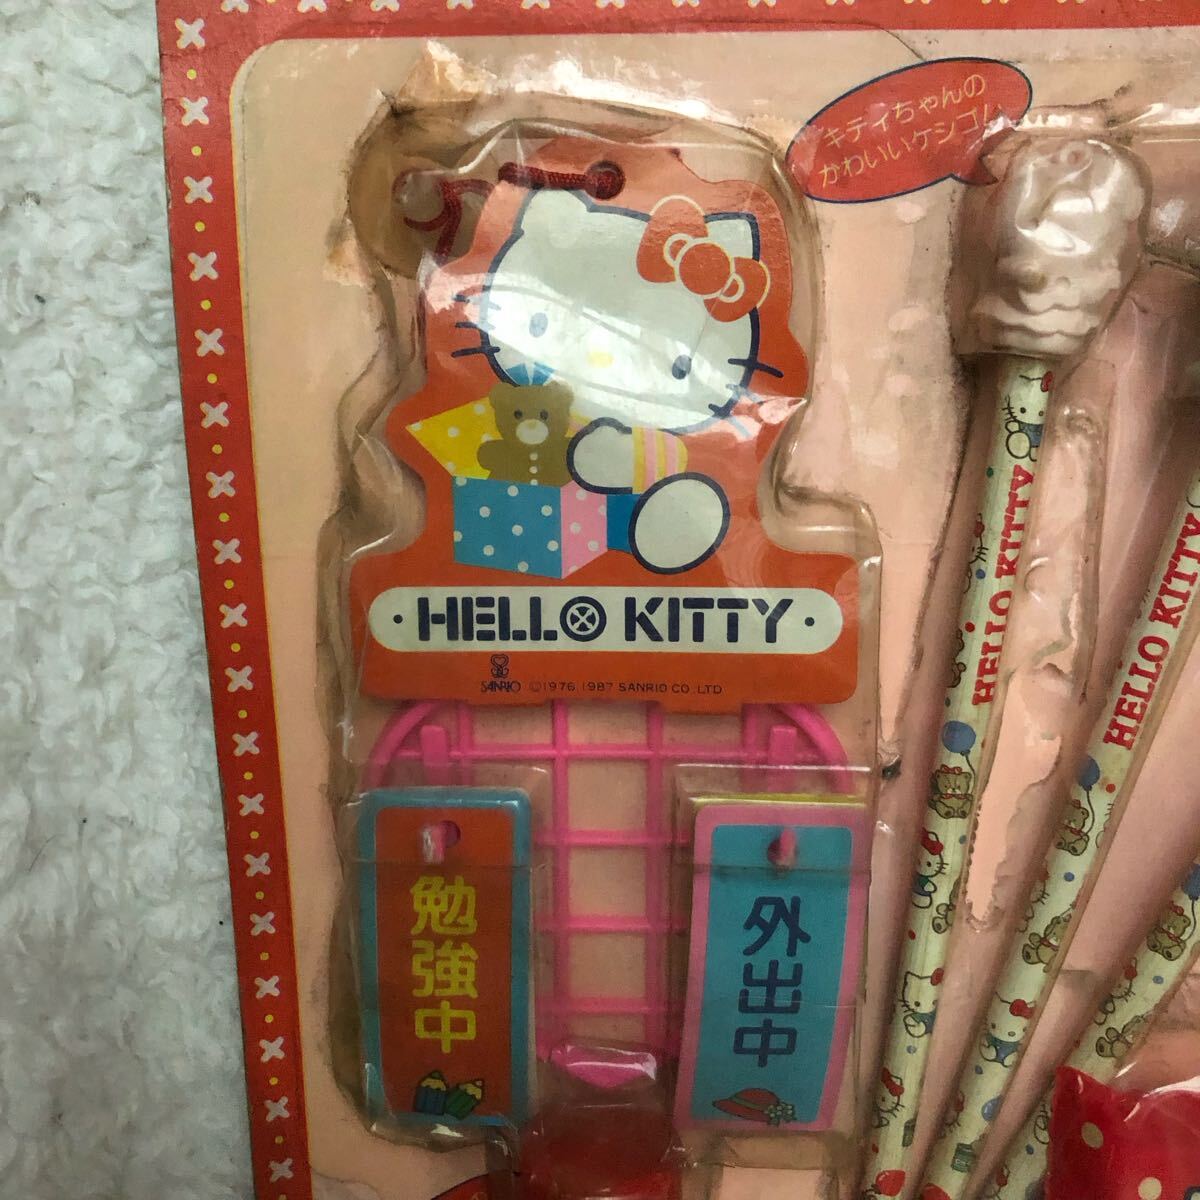 キティちゃんの
かわいいケシゴム
HELLO KITTY
SANRIO ©1976, 1987 SANRIO CO., LTD
HELLO KITTY
HELLO KITTY
勉強中
外出中